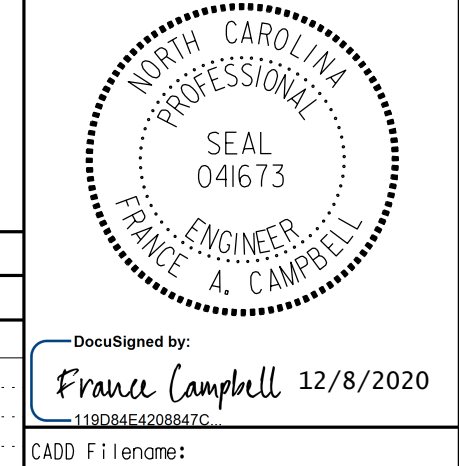 NORTH CAROLINA
PROFESSIONAL
SEAL
041673
ENGINEER
FRANCE A. CAMPBELL
DocuSigned by:
France Campbell 12/8/2020
119D84E4208847C...
CADD Filename: